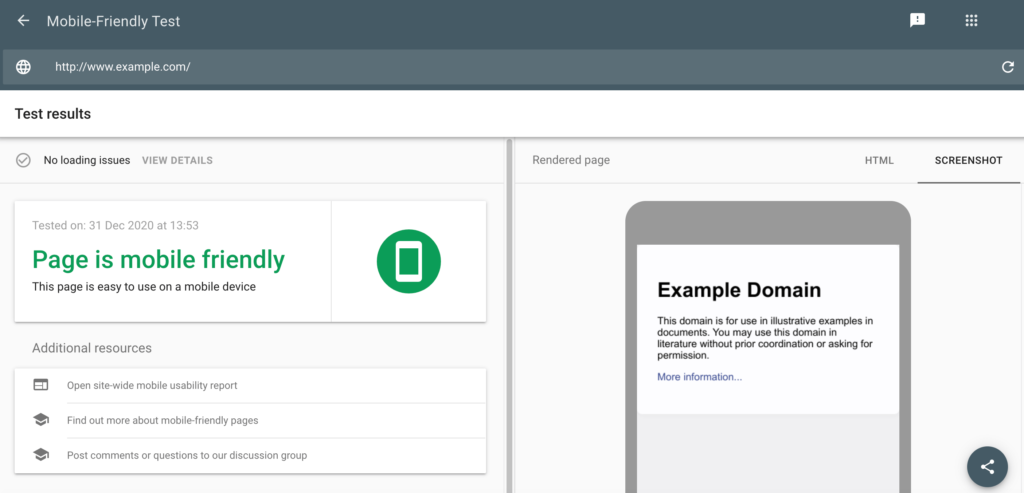 Mobile-Friendly Test
http://www.example.com/
Test results
No loading issues VIEW DETAILS
Tested on: 31 Dec 2020 at 13:53
Page is mobile friendly
This page is easy to use on a mobile device
Additional resources
Open site-wide mobile usability report
Find out more about mobile-friendly pages
Post comments or questions to our discussion group
Rendered page HTML SCREENSHOT
Example Domain
This domain is for use in illustrative examples in
documents. You may use this domain in
literature without prior coordination or asking for
permission.
More information...